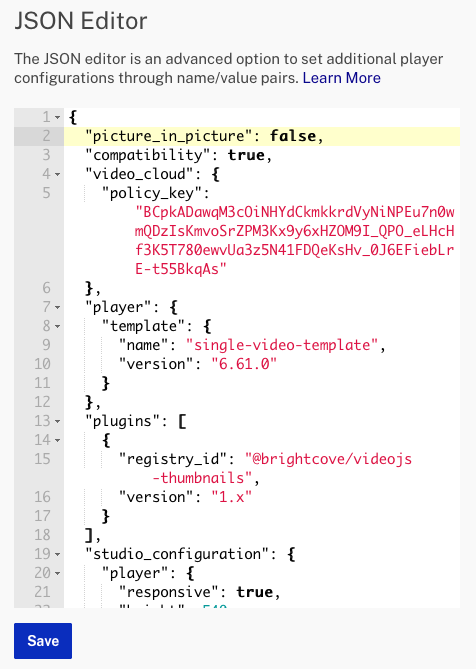 JSON Editor
The JSON editor is an advanced option to set additional player
configurations through name/value pairs. Learn More
1 {
2 "picture_in_picture": false,
3 "compatibility": true,
4 "video_cloud": {
5 "policy_key":
"BCpkADawqM3cOiNHYdCkmkkrdVyNiNPEu7n0w
mQDzIsKmvoSrZPM3Kx9y6xHZOM9I_QPO_eLHcH
f3K5T780ewvUa3z5N41FDQeKsHv_0J6EFiebLr
E-t55BkqAs"
6 },
7 "player": {
8 "template": {
9 "name": "single-video-template",
10 "version": "6.61.0"
11 }
12 },
13 "plugins": [
14 {
15 "registry_id": "@brightcove/videojs
-thumbnails",
16 "version": "1.x"
17 }
18 ],
19 "studio_configuration": {
20 "player": {
21 "responsive": true,
Save